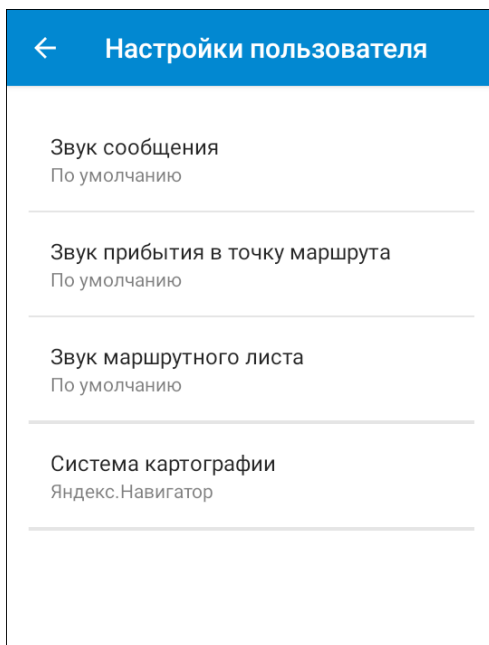 Настройки пользователя
Звук сообщения
По умолчанию
Звук прибытия в точку маршрута
По умолчанию
Звук маршрутного листа
По умолчанию
Система картографии
Яндекс.Навигатор